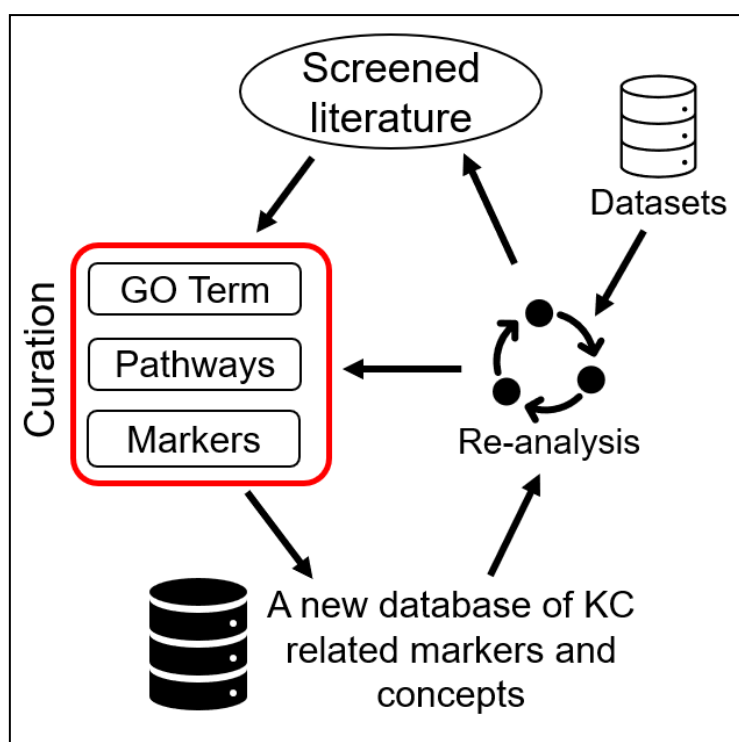 Screened
literature
Datasets
Curation
GO Term
Pathways
Markers
Re-analysis
A new database of KC
related markers and
concepts